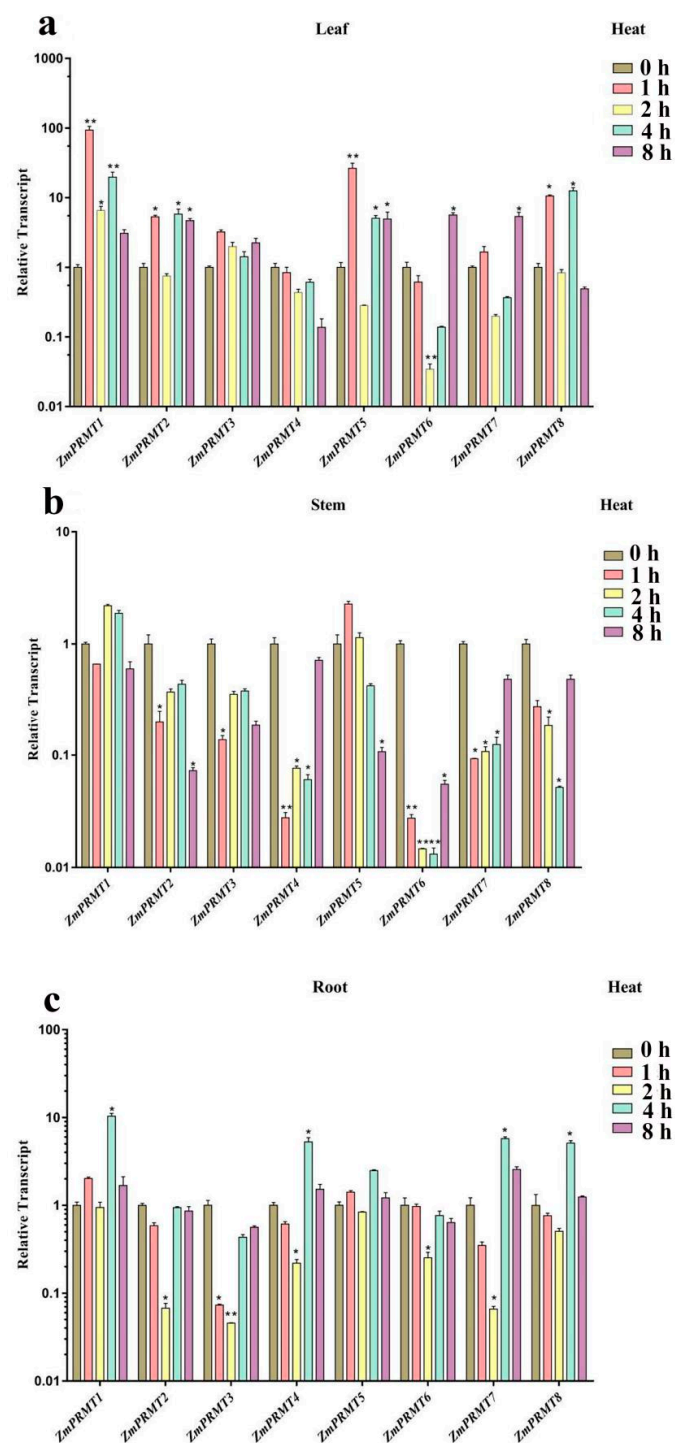 a
Leaf
Heat
0 h
1 h
2 h
4 h
8 h
Relative Transcript
1000
100
10
1
0.1
0.01
** * ** * * * ** * * ** * * * *
ZmPRMT1 ZmPRMT2 ZmPRMT3 ZmPRMT4 ZmPRMT5 ZmPRMT6 ZmPRMT7 ZmPRMT8
b
Stem
Heat
0 h
1 h
2 h
4 h
8 h
Relative Transcript
10
1
0.1
0.01
* * * ** * * * ** ** ** * * * * * *
ZmPRMT1 ZmPRMT2 ZmPRMT3 ZmPRMT4 ZmPRMT5 ZmPRMT6 ZmPRMT7 ZmPRMT8
c
Root
Heat
0 h
1 h
2 h
4 h
8 h
Relative Transcript
100
10
1
0.1
0.01
* * * ** * * * * * *
ZmPRMT1 ZmPRMT2 ZmPRMT3 ZmPRMT4 ZmPRMT5 ZmPRMT6 ZmPRMT7 ZmPRMT8